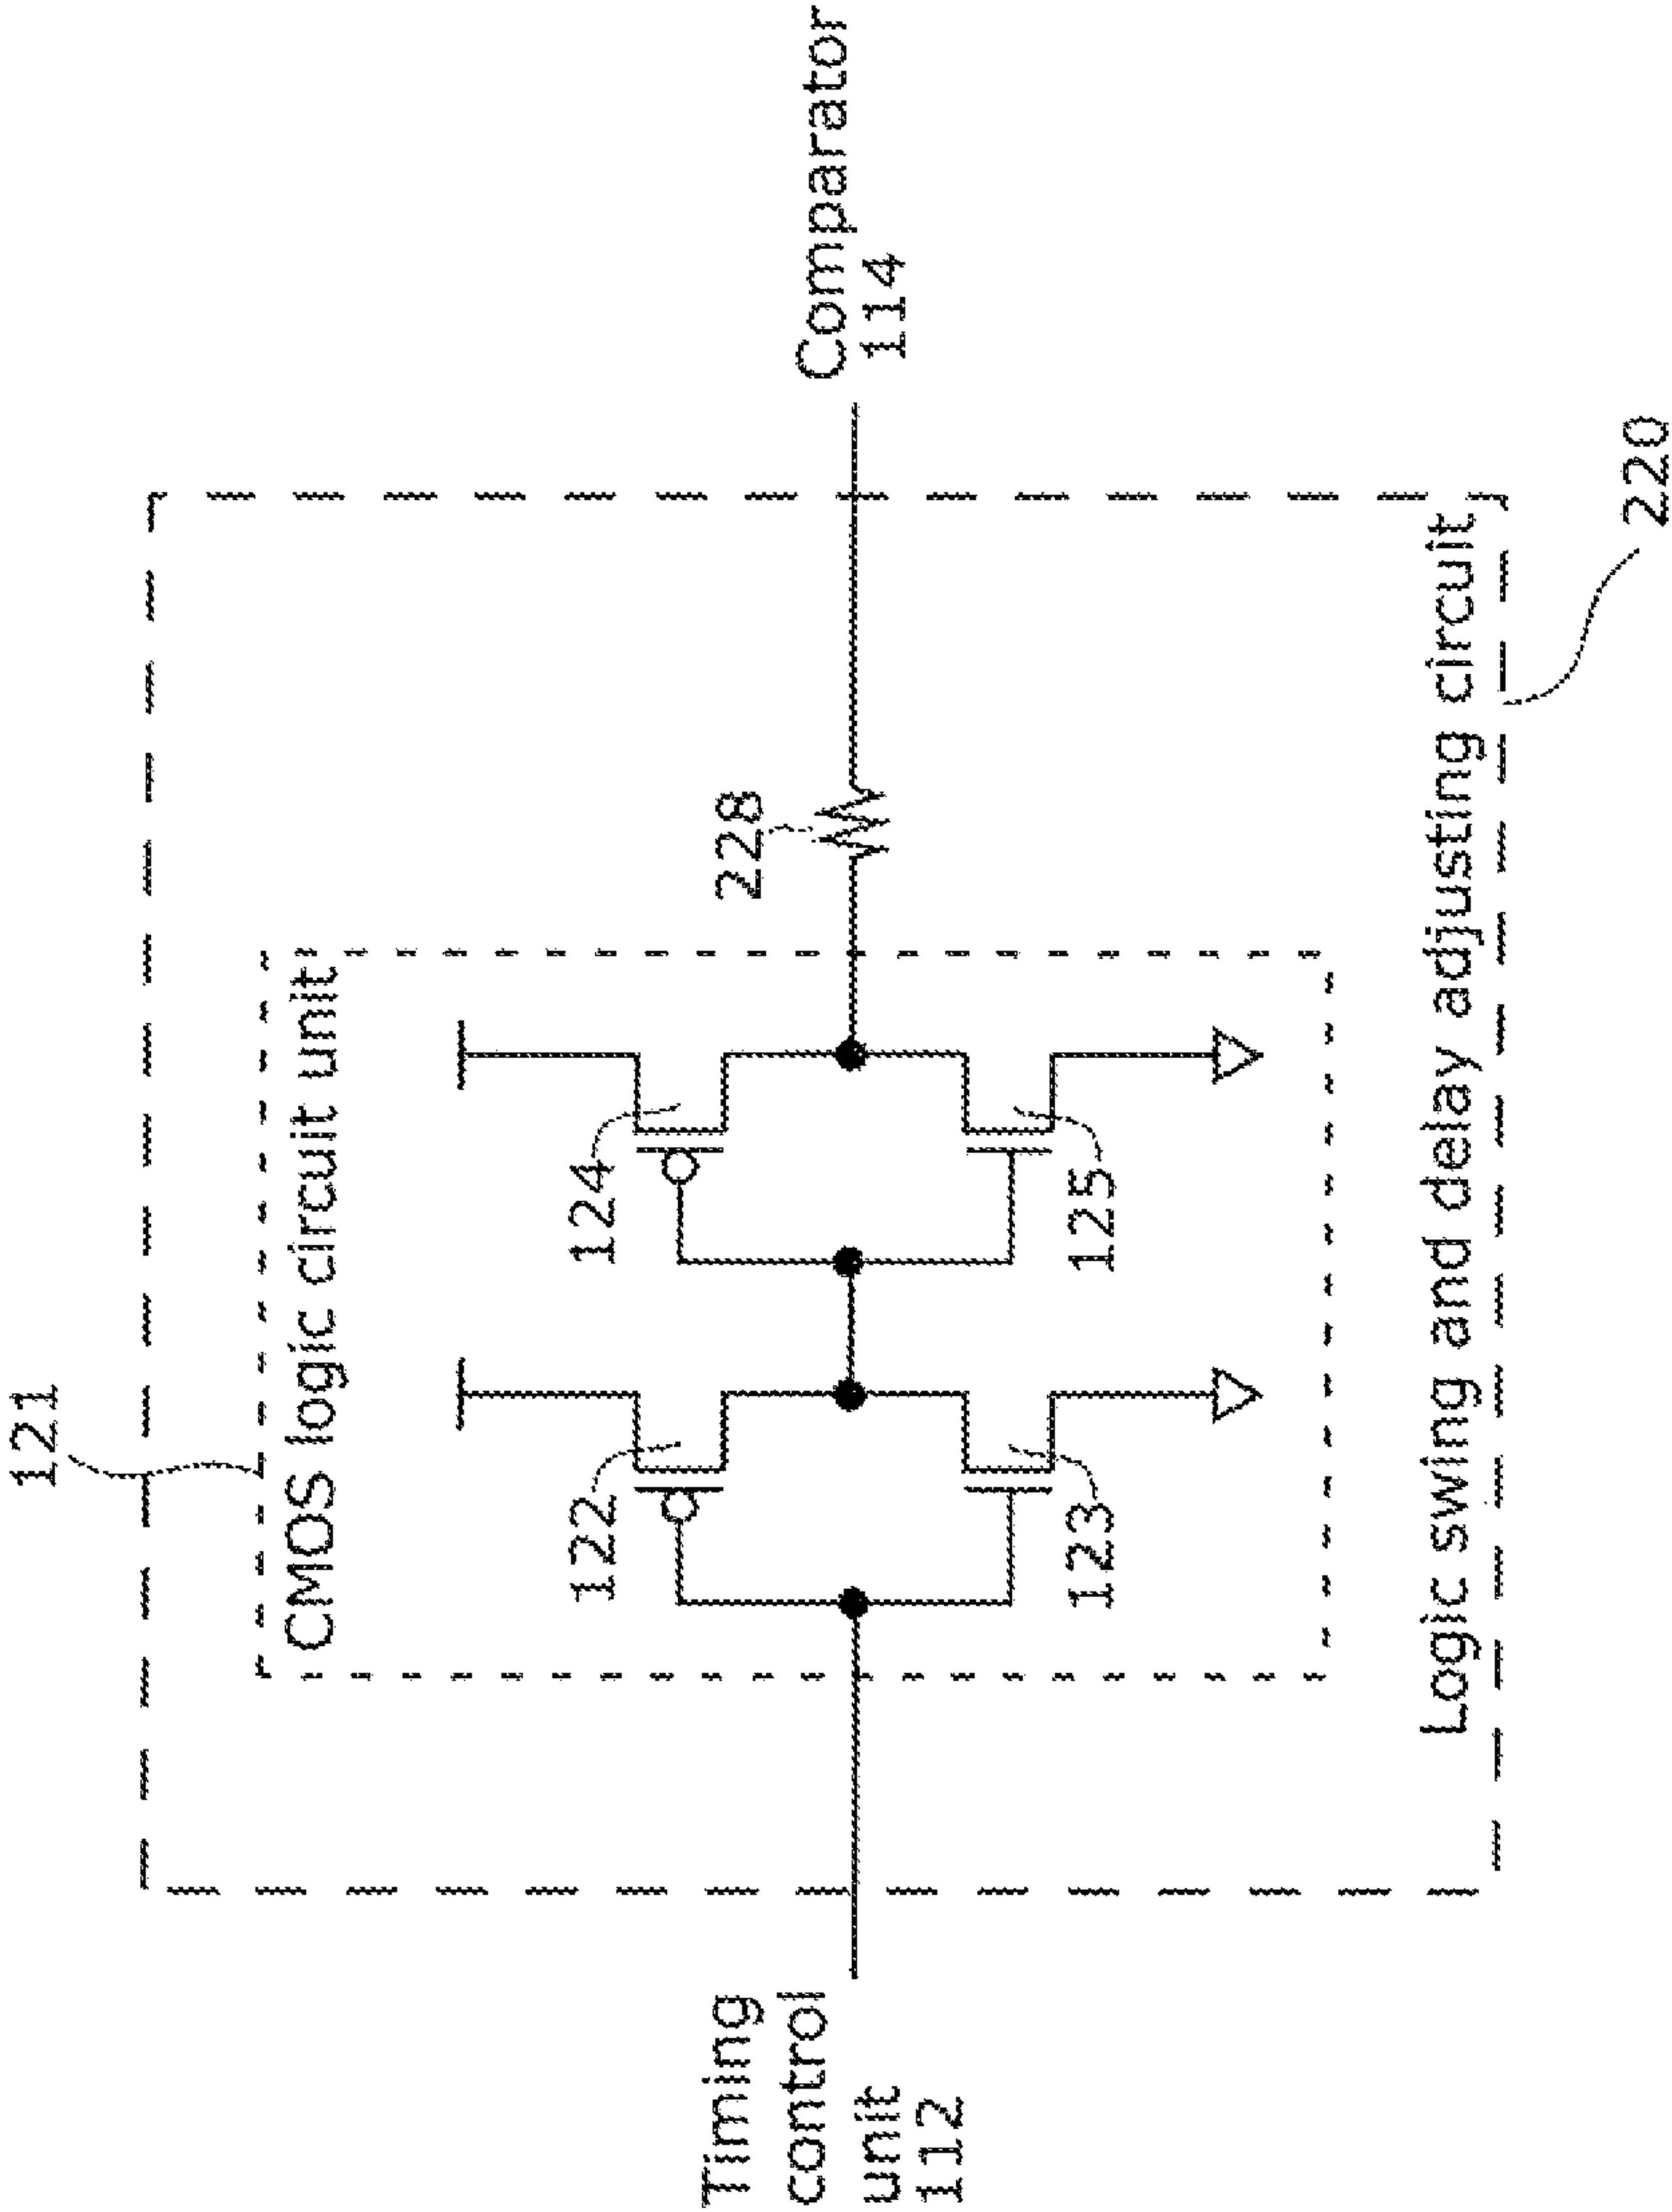 121
CMOS logic circuit unit
122
124
123
125
228
Timing
control
unit
112
Comparator
114
Logic swing and delay adjusting circuit
220